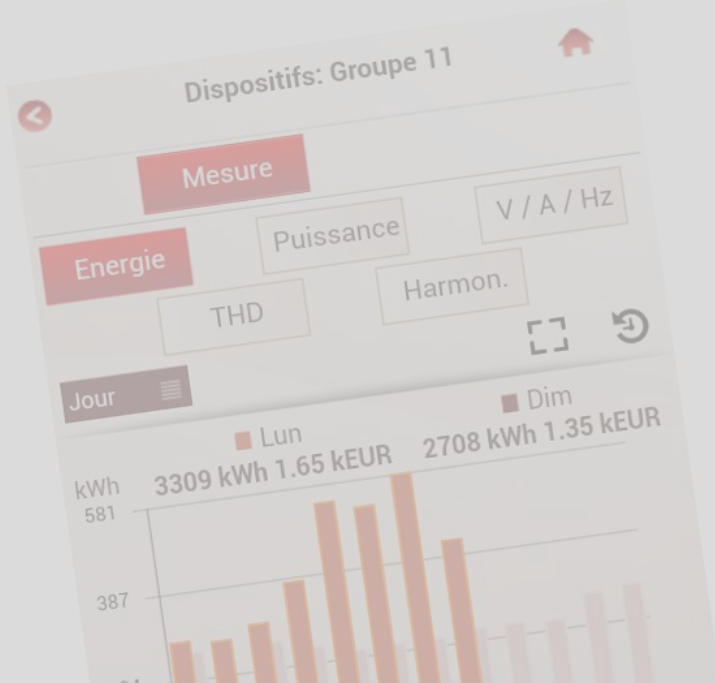 Dispositifs: Groupe 11
Mesure
Energie
Puissance
V / A / Hz
THD
Harmon.
Jour
Lun
Dim
kWh
3309 kWh 1.65 kEUR
2708 kWh 1.35 kEUR
581
387